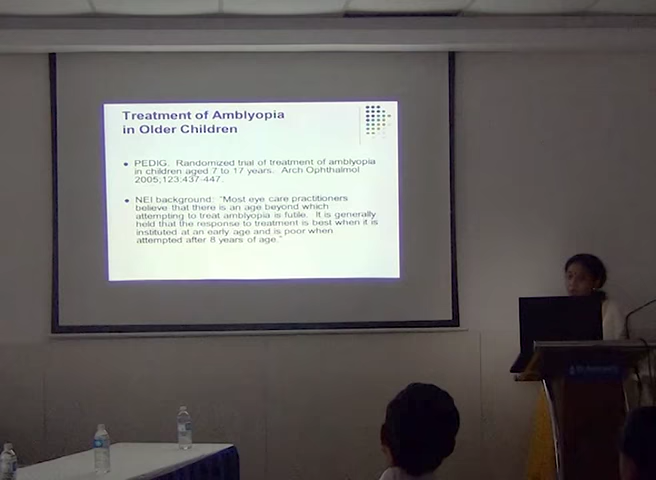 Treatment of Amblyopia
in Older Children
PEDIG. Randomized trial of treatment of amblyopia
in children aged 7 to 17 years. Arch Ophthalmol
2005;123:437-447.
NEI background: "Most eye care practitioners
believe that there is an age beyond which
attempting to treat amblyopia is futile. It is generally
held that the response to treatment is best when it is
instituted at an early age and is poor when
attempted after 8 years of age."